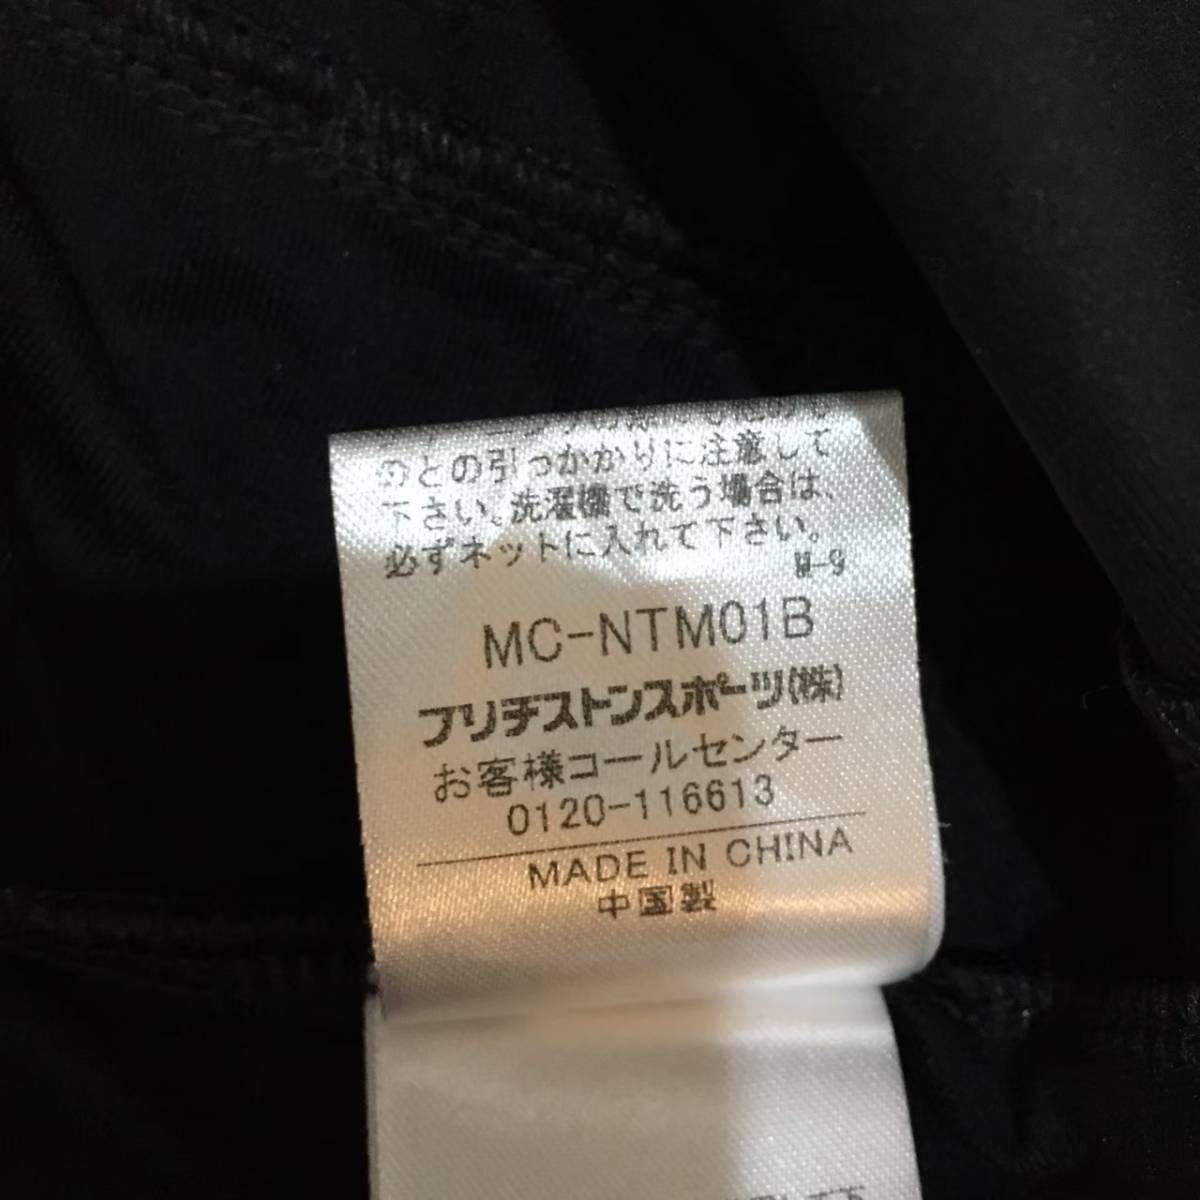 のとの引っかかりに注意して
下さい。洗濯機で洗う場合は、
必ずネットに入れて下さい。
M-9
MC-NTM01B
ブリヂストンスポーツ(株)
お客様コールセンター
0120-116613
MADE IN CHINA
中国製